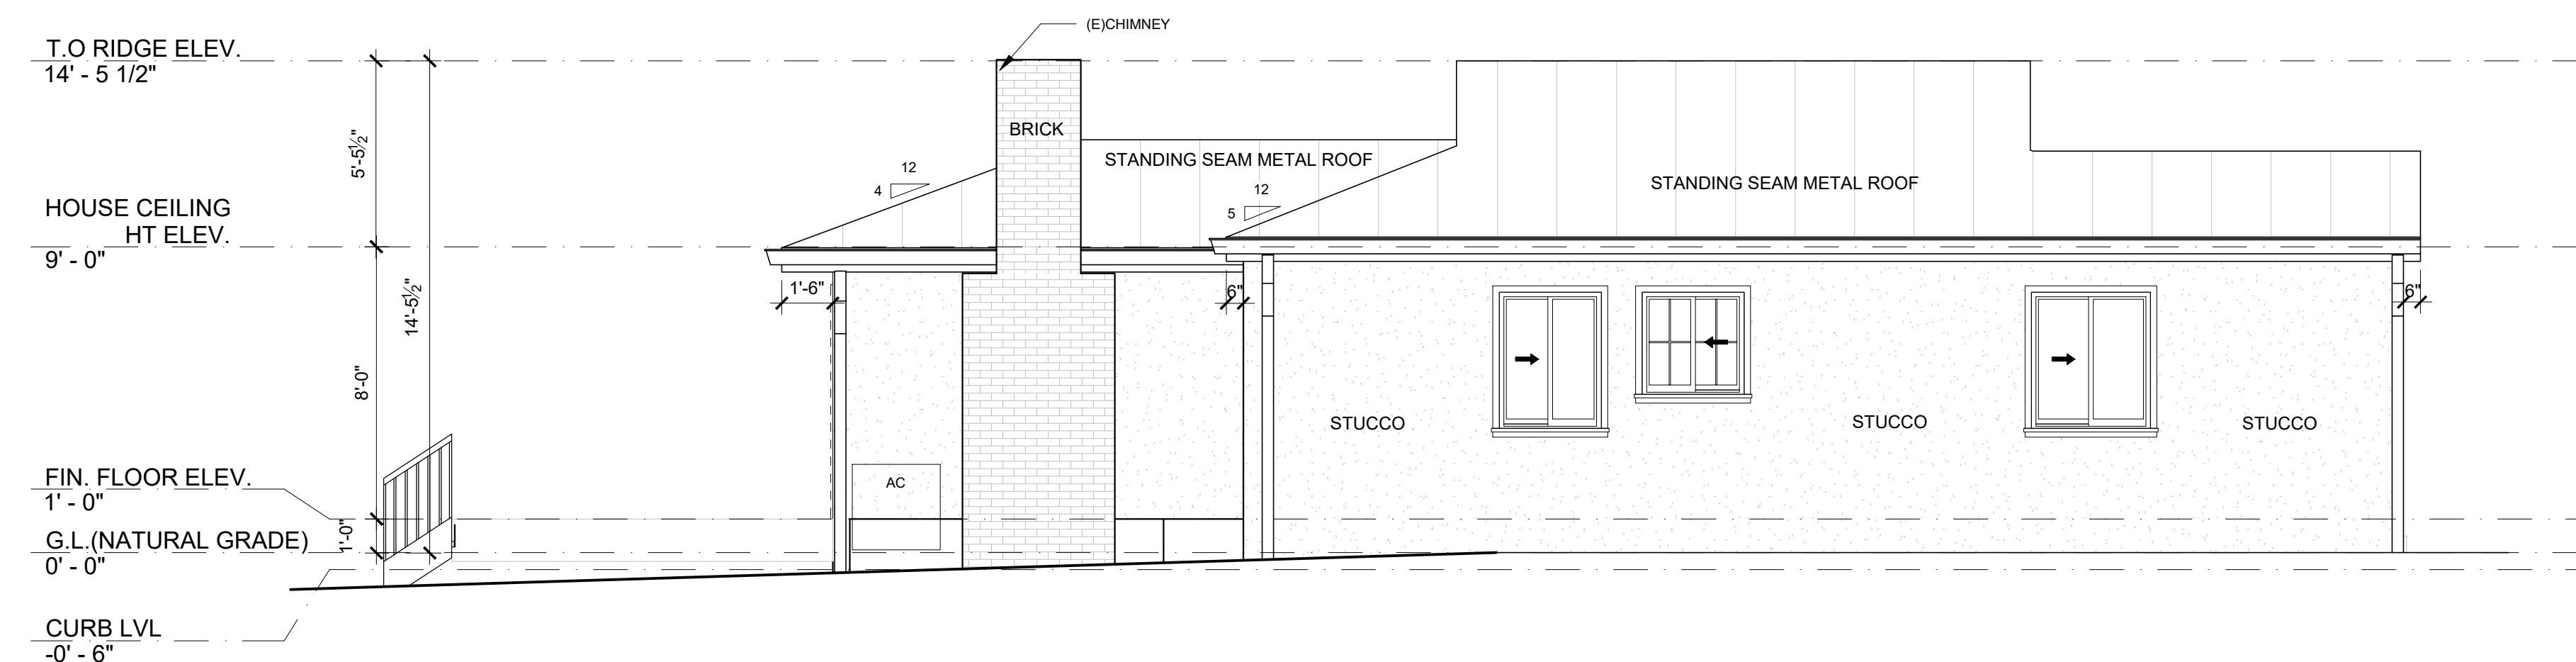 (E)CHIMNEY
T.O RIDGE ELEV.
14' - 5 1/2"
5'-5½"
BRICK
STANDING SEAM METAL ROOF
12
4
STANDING SEAM METAL ROOF
12
5
HOUSE CEILING
HT ELEV.
9' - 0"
14'-5½"
1'-6"
6"
6"
8'-0"
STUCCO
STUCCO
STUCCO
FIN. FLOOR ELEV.
1' - 0"
AC
1'-0"
G.L.(NATURAL GRADE)
0' - 0"
CURB LVL
-0' - 6"